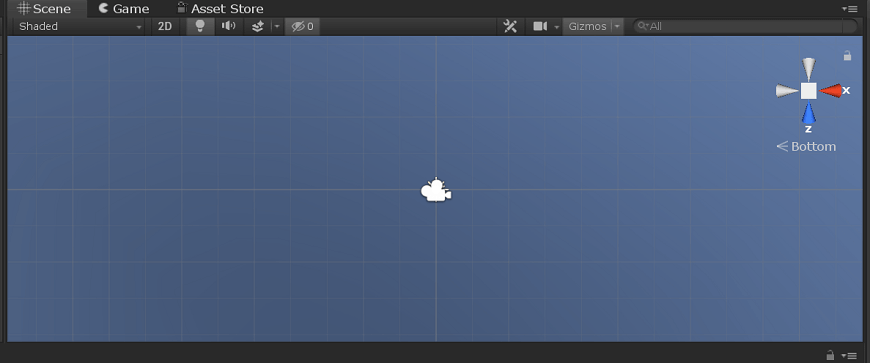 Scene Game Asset Store
Shaded 2D 0 Gizmos All
x
z
Bottom